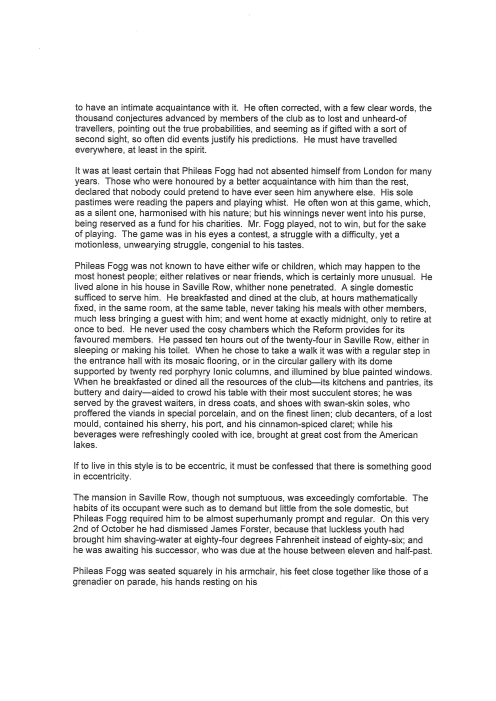 to have an intimate acquaintance with it.  He often corrected, with a few clear words, the
thousand conjectures advanced by members of the club as to lost and unheard-of
travellers, pointing out the true probabilities, and seeming as if gifted with a sort of
second sight, so often did events justify his predictions.  He must have travelled
everywhere, at least in the spirit.

It was at least certain that Phileas Fogg had not absented himself from London for many
years.  Those who were honoured by a better acquaintance with him than the rest,
declared that nobody could pretend to have ever seen him anywhere else.  His sole
pastimes were reading the papers and playing whist.  He often won at this game, which,
as a silent one, harmonised with his nature; but his winnings never went into his purse,
being reserved as a fund for his charities.  Mr. Fogg played, not to win, but for the sake
of playing.  The game was in his eyes a contest, a struggle with a difficulty, yet a
motionless, unwearying struggle, congenial to his tastes.

Phileas Fogg was not known to have either wife or children, which may happen to the
most honest people; either relatives or near friends, which is certainly more unusual.  He
lived alone in his house in Saville Row, whither none penetrated.  A single domestic
sufficed to serve him.  He breakfasted and dined at the club, at hours mathematically
fixed, in the same room, at the same table, never taking his meals with other members,
much less bringing a guest with him; and went home at exactly midnight, only to retire at
once to bed.  He never used the cosy chambers which the Reform provides for its
favoured members.  He passed ten hours out of the twenty-four in Saville Row, either in
sleeping or making his toilet.  When he chose to take a walk it was with a regular step in
the entrance hall with its mosaic flooring, or in the circular gallery with its dome
supported by twenty red porphyry Ionic columns, and illumined by blue painted windows.
When he breakfasted or dined all the resources of the club—its kitchens and pantries, its
buttery and dairy—aided to crowd his table with their most succulent stores; he was
served by the gravest waiters, in dress coats, and shoes with swan-skin soles, who
proffered the viands in special porcelain, and on the finest linen; club decanters, of a lost
mould, contained his sherry, his port, and his cinnamon-spiced claret; while his
beverages were refreshingly cooled with ice, brought at great cost from the American
lakes.

If to live in this style is to be eccentric, it must be confessed that there is something good
in eccentricity.

The mansion in Saville Row, though not sumptuous, was exceedingly comfortable.  The
habits of its occupant were such as to demand but little from the sole domestic, but
Phileas Fogg required him to be almost superhumanly prompt and regular.  On this very
2nd of October he had dismissed James Forster, because that luckless youth had
brought him shaving-water at eighty-four degrees Fahrenheit instead of eighty-six; and
he was awaiting his successor, who was due at the house between eleven and half-past.

Phileas Fogg was seated squarely in his armchair, his feet close together like those of a
grenadier on parade, his hands resting on his